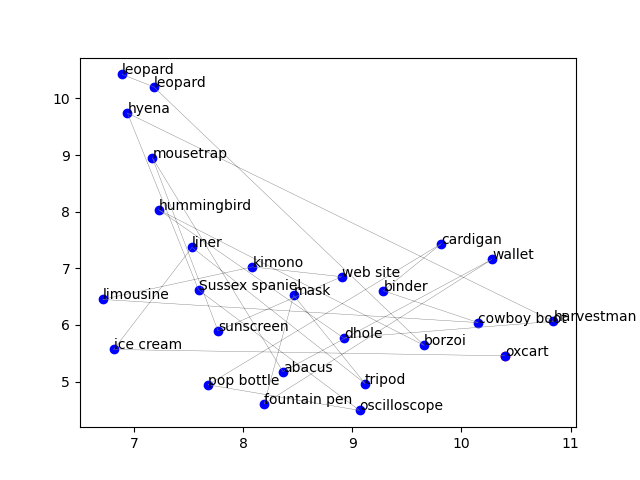 leopard
leopard
hyena
mousetrap
hummingbird
liner
cardigan
wallet
kimono
web site
Sussex spaniel
mask
binder
limousine
cowboy boot
harvestman
sunscreen
dhole
borzoi
ice cream
oxcart
abacus
pop bottle
tripod
fountain pen
oscilloscope
10
9
8
7
6
5
7
8
9
10
11